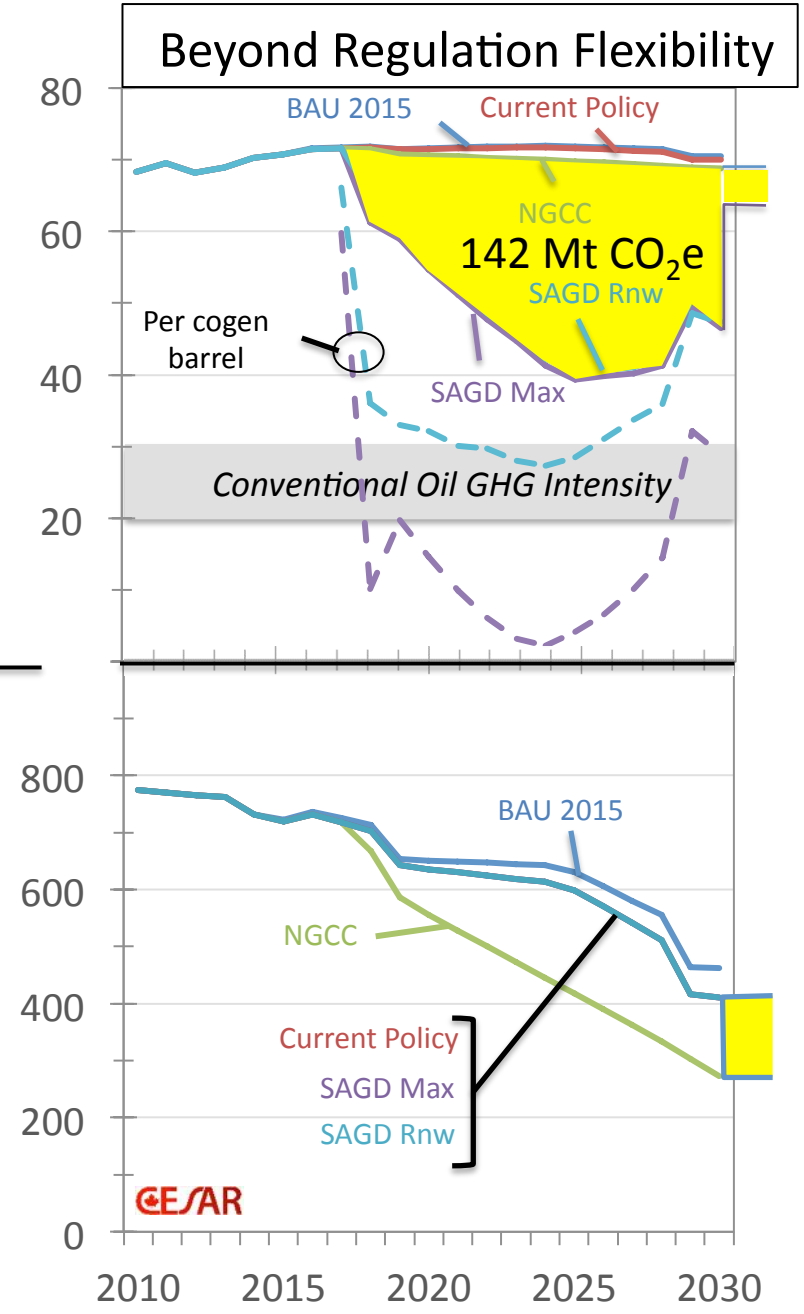 Beyond Regulation Flexibility
80
BAU 2015
Current Policy
NGCC
60
142 Mt CO₂e
SAGD Rnw
Per cogen
barrel
40
SAGD Max
Conventional Oil GHG Intensity
20
800
BAU 2015
600
NGCC
400
Current Policy
SAGD Max
200
SAGD Rnw
CESAR
0
2010 2015 2020 2025 2030